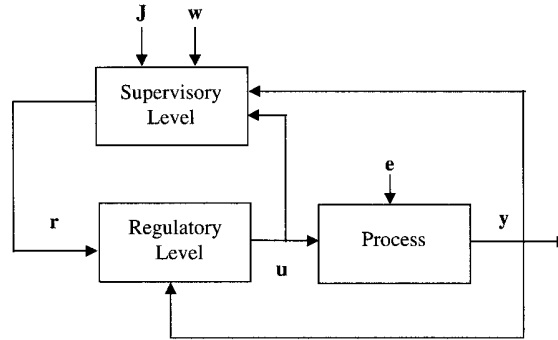 J w
Supervisory
Level
e
r
Regulatory
Level
u
Process
y